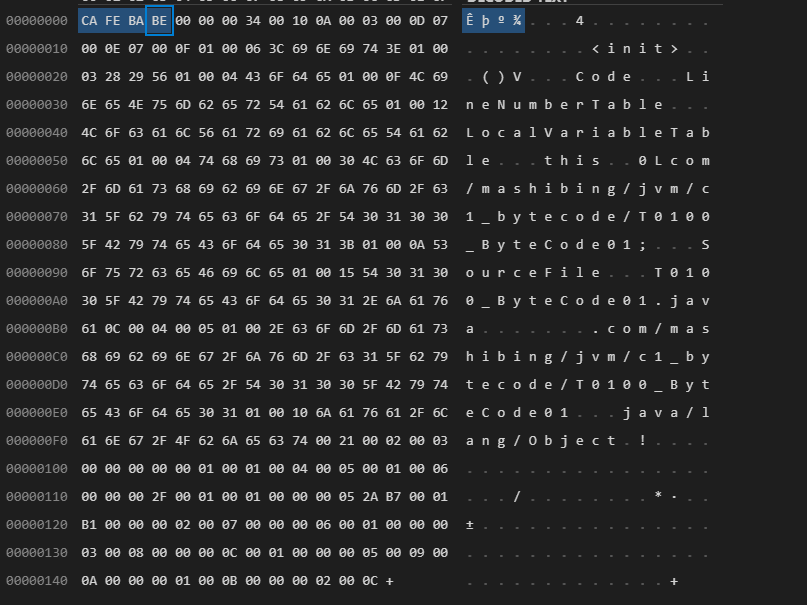 00000000 CA FE BA BE 00 00 00 34 00 10 0A 00 03 00 0D 07 Ê þ º ¾ . . . 4 . . . . . . . .
00000010 00 0E 07 00 0F 01 00 06 3C 69 6E 69 74 3E 01 00 . . . . . . . . < i n i t > . .
00000020 03 28 29 56 01 00 04 43 6F 64 65 01 00 0F 4C 69 . ( ) V . . . C o d e . . . L i
00000030 6E 65 4E 75 6D 62 65 72 54 61 62 6C 65 01 00 12 n e N u m b e r T a b l e . . .
00000040 4C 6F 63 61 6C 56 61 72 69 61 62 6C 65 54 61 62 L o c a l V a r i a b l e T a b
00000050 6C 65 01 00 04 74 68 69 73 01 00 30 4C 63 6F 6D l e . . . t h i s . . 0 L c o m
00000060 2F 6D 61 73 68 69 62 69 6E 67 2F 6A 76 6D 2F 63 / m a s h i b i n g / j v m / c
00000070 31 5F 62 79 74 65 63 6F 64 65 2F 54 30 31 30 30 1 _ b y t e c o d e / T 0 1 0 0
00000080 5F 42 79 74 65 43 6F 64 65 30 31 3B 01 00 0A 53 _ B y t e C o d e 0 1 ; . . . S
00000090 6F 75 72 63 65 46 69 6C 65 01 00 15 54 30 31 30 o u r c e F i l e . . . T 0 1 0
000000A0 30 5F 42 79 74 65 43 6F 64 65 30 31 2E 6A 61 76 0 _ B y t e C o d e 0 1 . j a v
000000B0 61 0C 00 04 00 05 01 00 2E 63 6F 6D 2F 6D 61 73 a . . . . . . . . c o m / m a s
000000C0 68 69 62 69 6E 67 2F 6A 76 6D 2F 63 31 5F 62 79 h i b i n g / j v m / c 1 _ b y
000000D0 74 65 63 6F 64 65 2F 54 30 31 30 30 5F 42 79 74 t e c o d e / T 0 1 0 0 _ B y t
000000E0 65 43 6F 64 65 30 31 01 00 10 6A 61 76 61 2F 6C e C o d e 0 1 . . . j a v a / l
000000F0 61 6E 67 2F 4F 62 6A 65 63 74 00 21 00 02 00 03 a n g / O b j e c t . ! . . . .
00000100 00 00 00 00 00 01 00 01 00 04 00 05 00 01 00 06 . . . . . . . . . . . . . . . .
00000110 00 00 00 2F 00 01 00 01 00 00 00 05 2A B7 00 01 . . . / . . . . . . . . * · . .
00000120 B1 00 00 00 02 00 07 00 00 00 06 00 01 00 00 00 ± . . . . . . . . . . . . . . .
00000130 03 00 08 00 00 00 0C 00 01 00 00 00 05 00 09 00 . . . . . . . . . . . . . . . .
00000140 0A 00 00 00 01 00 0B 00 00 00 02 00 0C + . . . . . . . . . . . . . +